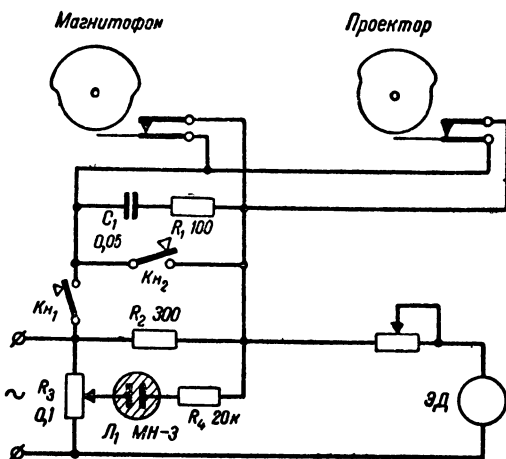 Магнитофон
Проектор
C1
0,05
R1 100
Кн2
Кн1
R2 300
~
R3
0,1
Л1 МН-3
R4 20к
ЭД